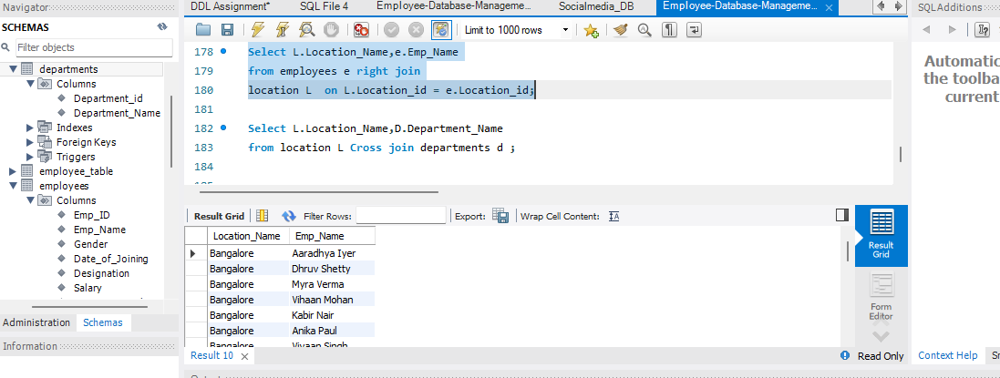 Navigator
DDL Assignment*
SQL File 4
Employee-Database-Manageme...
Socialmedia_DB
Employee-Database-Manageme...
SQLAdditions
SCHEMAS
Filter objects
Limit to 1000 rows
departments
Columns
Department_id
Department_Name
Indexes
Foreign Keys
Triggers
employee_table
employees
Columns
Emp_ID
Emp_Name
Gender
Date_of_Joining
Designation
Salary
Administration Schemas
Information
178 Select L.Location_Name,e.Emp_Name
179 from employees e right join
180 location L  on L.Location_id = e.Location_id;
181
182 Select L.Location_Name,D.Department_Name
183 from location L Cross join departments d ;
184
Result Grid Filter Rows: Export: Wrap Cell Content: IA
Location_Name Emp_Name
Bangalore Aaradhya Iyer
Bangalore Dhruv Shetty
Bangalore Myra Verma
Bangalore Vihaan Mohan
Bangalore Kabir Nair
Bangalore Anika Paul
Bangalore Vivaan Singh
Result
Grid
Form
Editor
Result 10
Read Only
Automatic
the toolba
current
Context Help